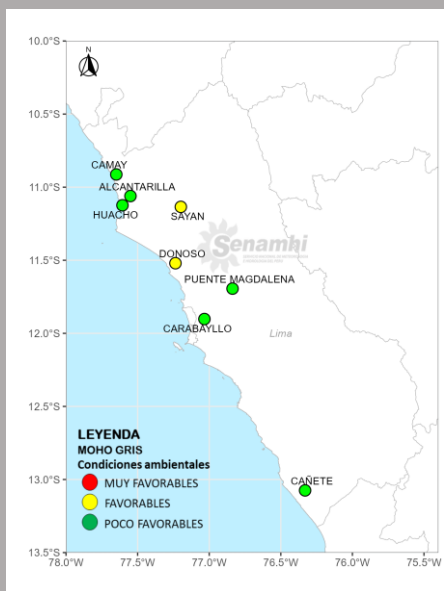 10.0°S
N
10.5°S
CAMAY
11.0°S
ALCANTARILLA
HUACHO
SAYAN
Senamhi
11.5°S
DONOSO
PUENTE MAGDALENA
12.0°S
CARABAYLLO
Lima
12.5°S
LEYENDA
MOHO GRIS
Condiciones ambientales
MUY FAVORABLES
FAVORABLES
POCO FAVORABLES
13.0°S
CAÑETE
13.5°S
78.0°W 77.5°W 77.0°W 76.5°W 76.0°W 75.5°W